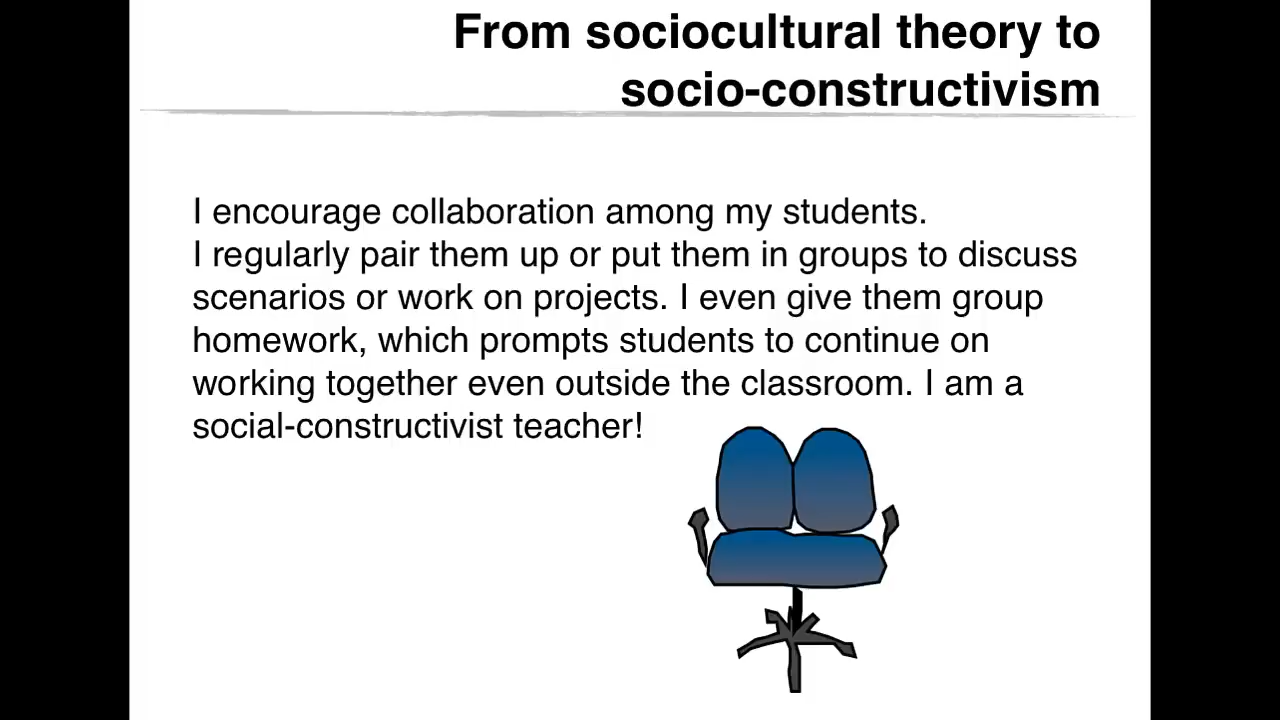 From sociocultural theory to
socio-constructivism
I encourage collaboration among my students.
I regularly pair them up or put them in groups to discuss
scenarios or work on projects. I even give them group
homework, which prompts students to continue on
working together even outside the classroom. I am a
social-constructivist teacher!